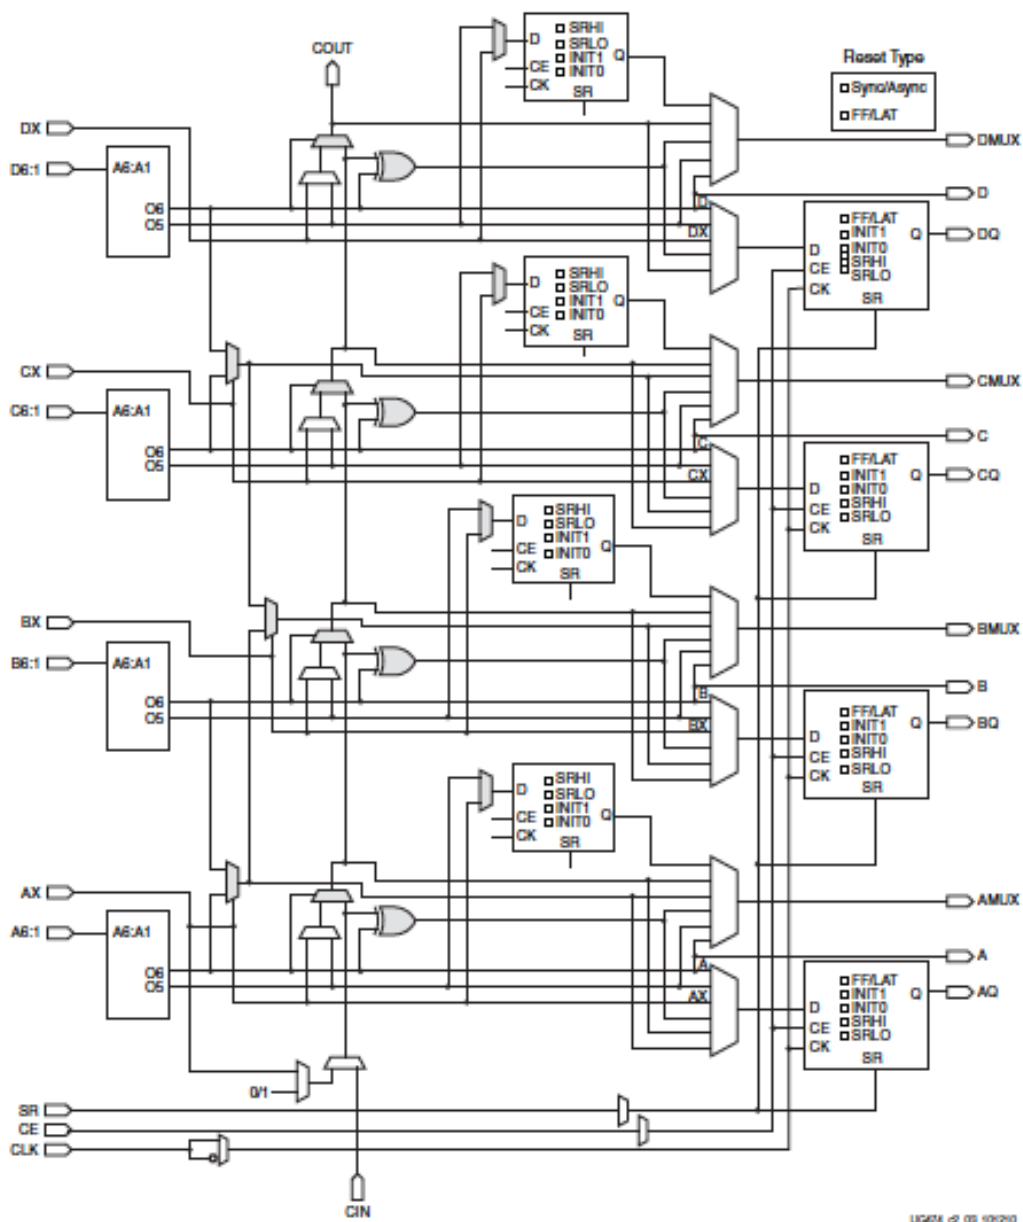 COUT
Reset Type
Sync/Async
FF/LAT
SRHI
SRLO
INIT1
INIT0
D
CE
CK
Q
SR
DX
D6:1
A6:A1
O6
O5
DMUX
D
D
DX
FF/LAT
INIT1
INIT0
SRHI
SRLO
D
CE
CK
SR
Q
DQ
SRHI
SRLO
INIT1
INIT0
D
CE
CK
Q
SR
CX
C6:1
A6:A1
O6
O5
CMUX
C
C
CX
FF/LAT
INIT1
INIT0
SRHI
SRLO
D
CE
CK
SR
Q
CQ
SRHI
SRLO
INIT1
INIT0
D
CE
CK
Q
SR
BX
B6:1
A6:A1
O6
O5
BMUX
B
B
BX
FF/LAT
INIT1
INIT0
SRHI
SRLO
D
CE
CK
SR
Q
BQ
SRHI
SRLO
INIT1
INIT0
D
CE
CK
Q
SR
AX
A6:1
A6:A1
O6
O5
AMUX
A
A
AX
FF/LAT
INIT1
INIT0
SRHI
SRLO
D
CE
CK
SR
Q
AQ
0/1
SR
CE
CLK
CIN
UG474_c2_03_101210